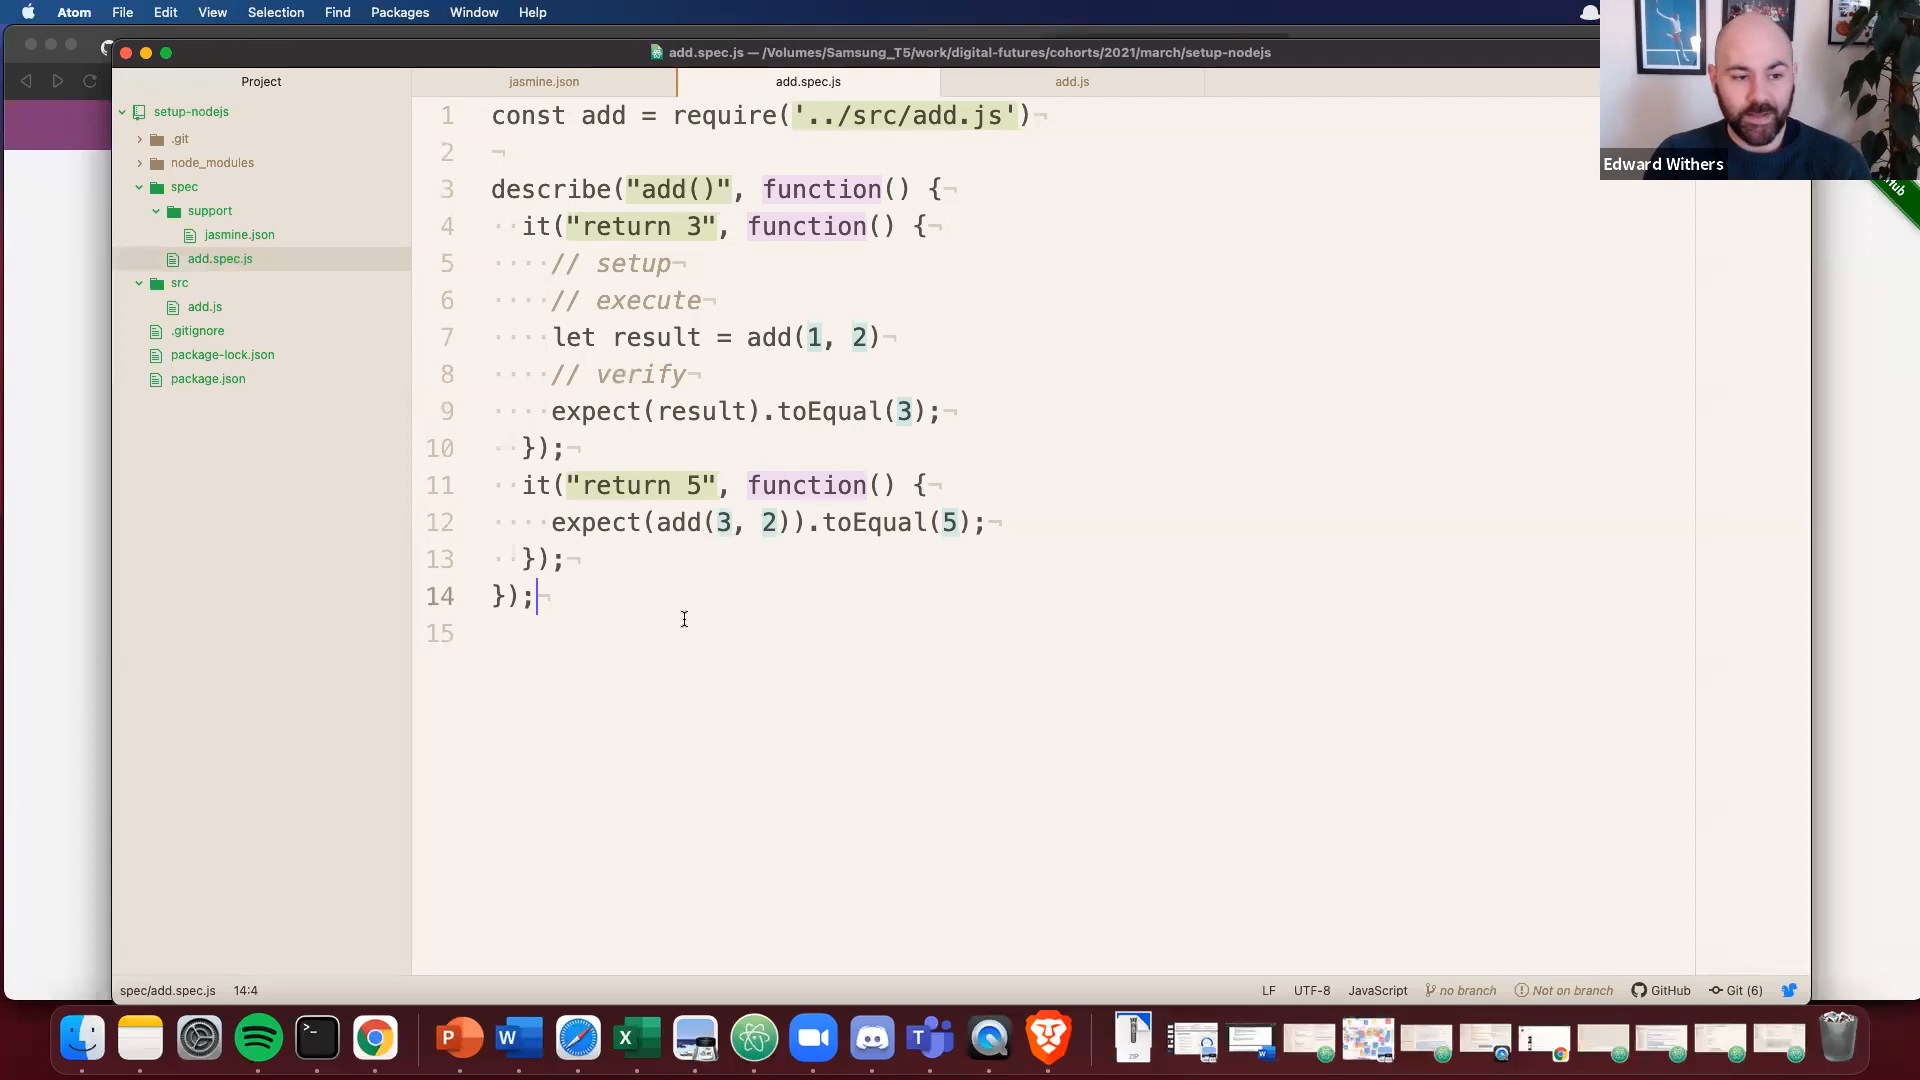 Atom File Edit View Selection Find Packages Window Help
add.spec.js — /Volumes/Samsung_T5/work/digital-futures/cohorts/2021/march/setup-nodejs
Project
jasmine.json
add.spec.js
add.js
setup-nodejs
.git
node_modules
spec
support
jasmine.json
add.spec.js
src
add.js
.gitignore
package-lock.json
package.json
1 const add = require('../src/add.js')¬
2 ¬
3 describe("add()", function() {¬
4 ··it("return 3", function() {¬
5 ····// setup¬
6 ····// execute¬
7 ····let result = add(1, 2)¬
8 ····// verify¬
9 ····expect(result).toEqual(3);¬
10 ··});¬
11 ··it("return 5", function() {¬
12 ····expect(add(3, 2)).toEqual(5);¬
13 ··});¬
14 });¬
15
Edward Withers
spec/add.spec.js 14:4
LF UTF-8 JavaScript no branch Not on branch GitHub Git (6)
ZIP